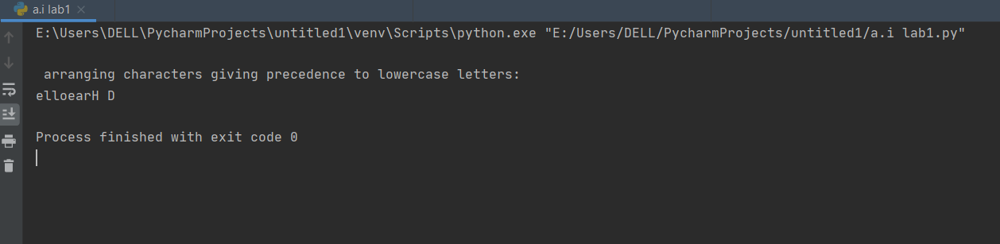 a.i lab1
E:\Users\DELL\PycharmProjects\untitled1\venv\Scripts\python.exe "E:/Users/DELL/PycharmProjects/untitled1/a.i lab1.py"
arranging characters giving precedence to lowercase letters:
elloearH D
Process finished with exit code 0